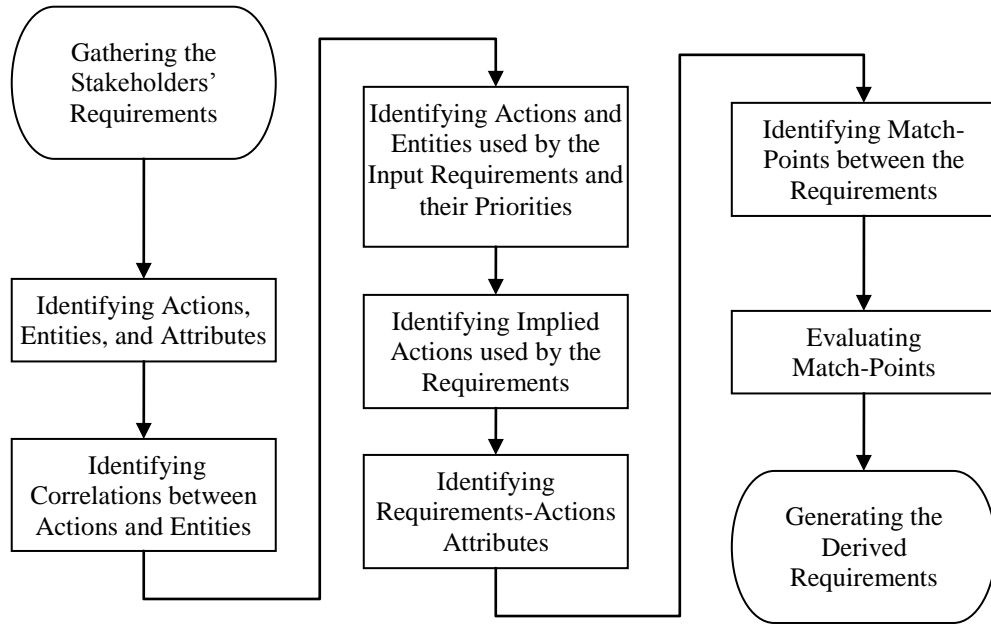 Gathering the
Stakeholders’
Requirements
Identifying Actions,
Entities, and Attributes
Identifying
Correlations between
Actions and Entities
Identifying Actions and
Entities used by the
Input Requirements and
their Priorities
Identifying Implied
Actions used by the
Requirements
Identifying
Requirements-Actions
Attributes
Identifying Match-
Points between the
Requirements
Evaluating
Match-Points
Generating the
Derived
Requirements